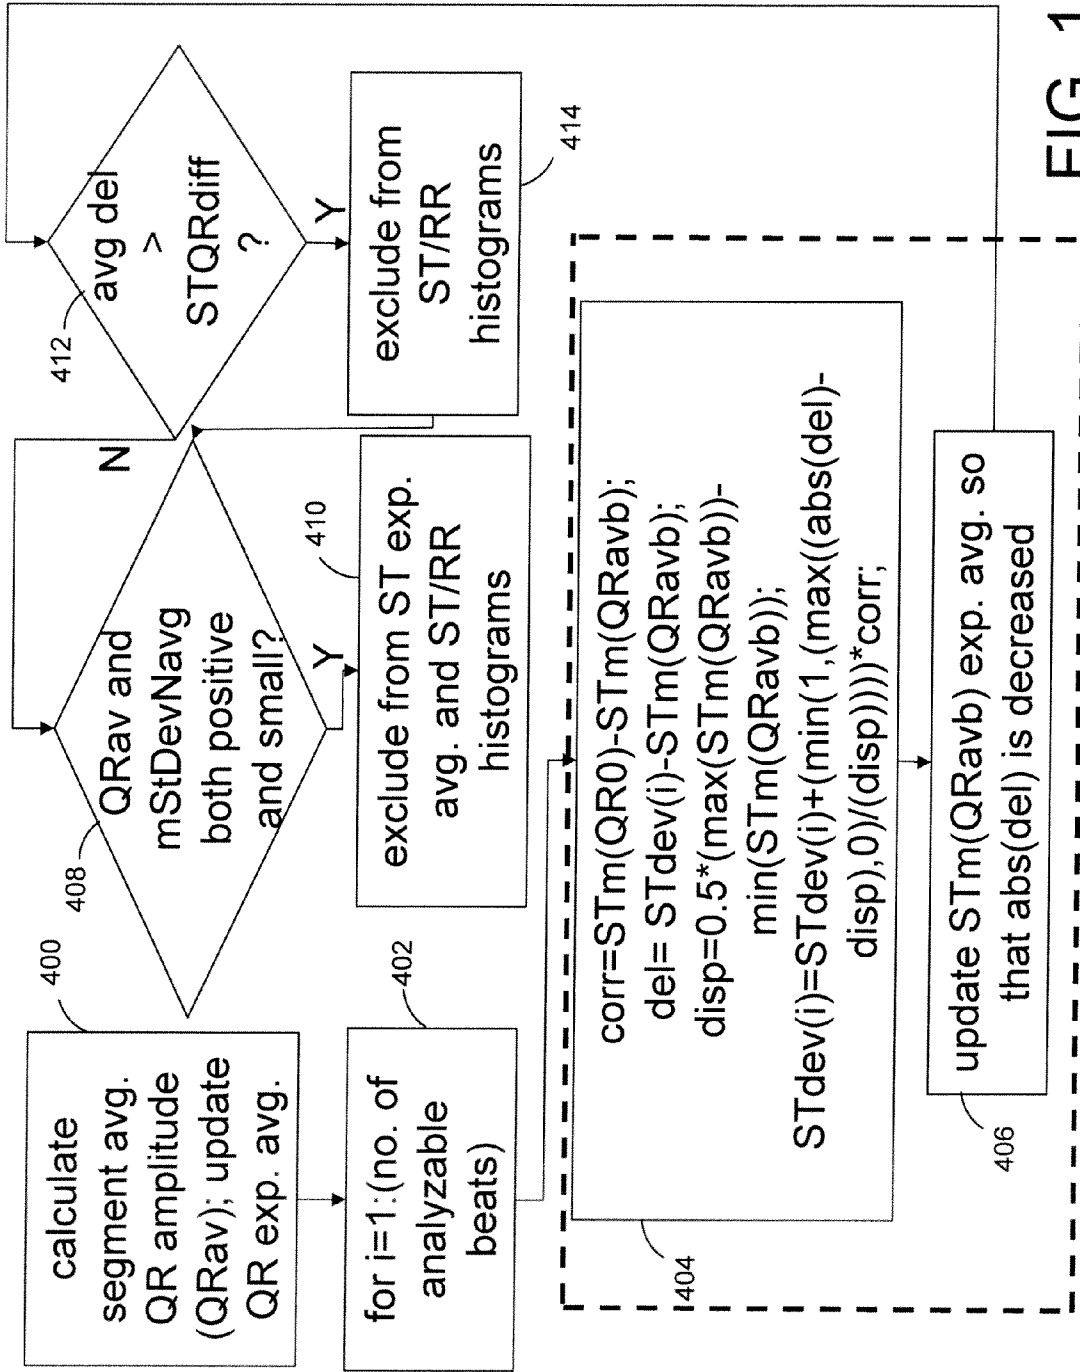 400
calculate
segment avg.
QR amplitude
(QRav); update
QR exp. avg.
402
for i=1:(no. of
analyzable
beats)
404
corr=STm(QR0)-STm(QRavb);
del= STdev(i)-STm(QRavb);
disp=0.5*(max(STm(QRavb))-
min(STm(QRavb));
STdev(i)=STdev(i)+(min(1,(max((abs(del)-
disp),0)/(disp))))*corr;
406
update STm(QRavb) exp. avg. so
that abs(del) is decreased
408
QRav and
mStDevNavg
both positive
and small?
Y
410
exclude from ST exp.
avg. and ST/RR
histograms
412
avg del
>
STQRdiff
?
N
Y
414
exclude from
ST/RR
histograms
FIG. 1